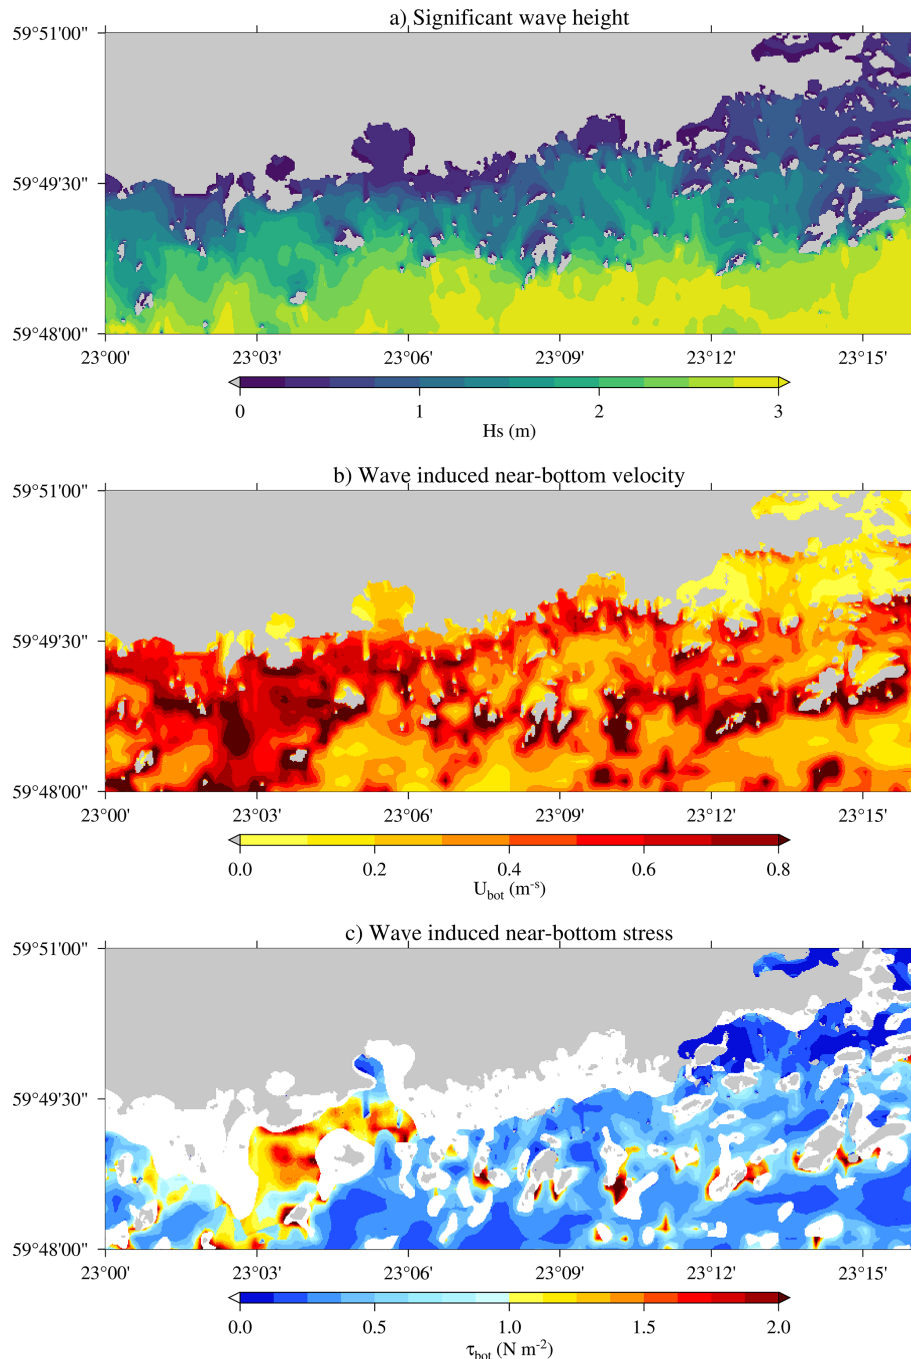 a) Significant wave height
59°51'00"
59°49'30"
59°48'00"
23°00' 23°03' 23°06' 23°09' 23°12' 23°15'
0 1 2 3
Hs (m)
b) Wave induced near-bottom velocity
59°51'00"
59°49'30"
59°48'00"
23°00' 23°03' 23°06' 23°09' 23°12' 23°15'
0.0 0.2 0.4 0.6 0.8
U_bot (m⁻ˢ)
c) Wave induced near-bottom stress
59°51'00"
59°49'30"
59°48'00"
23°00' 23°03' 23°06' 23°09' 23°12' 23°15'
0.0 0.5 1.0 1.5 2.0
τ_bot (N m⁻²)